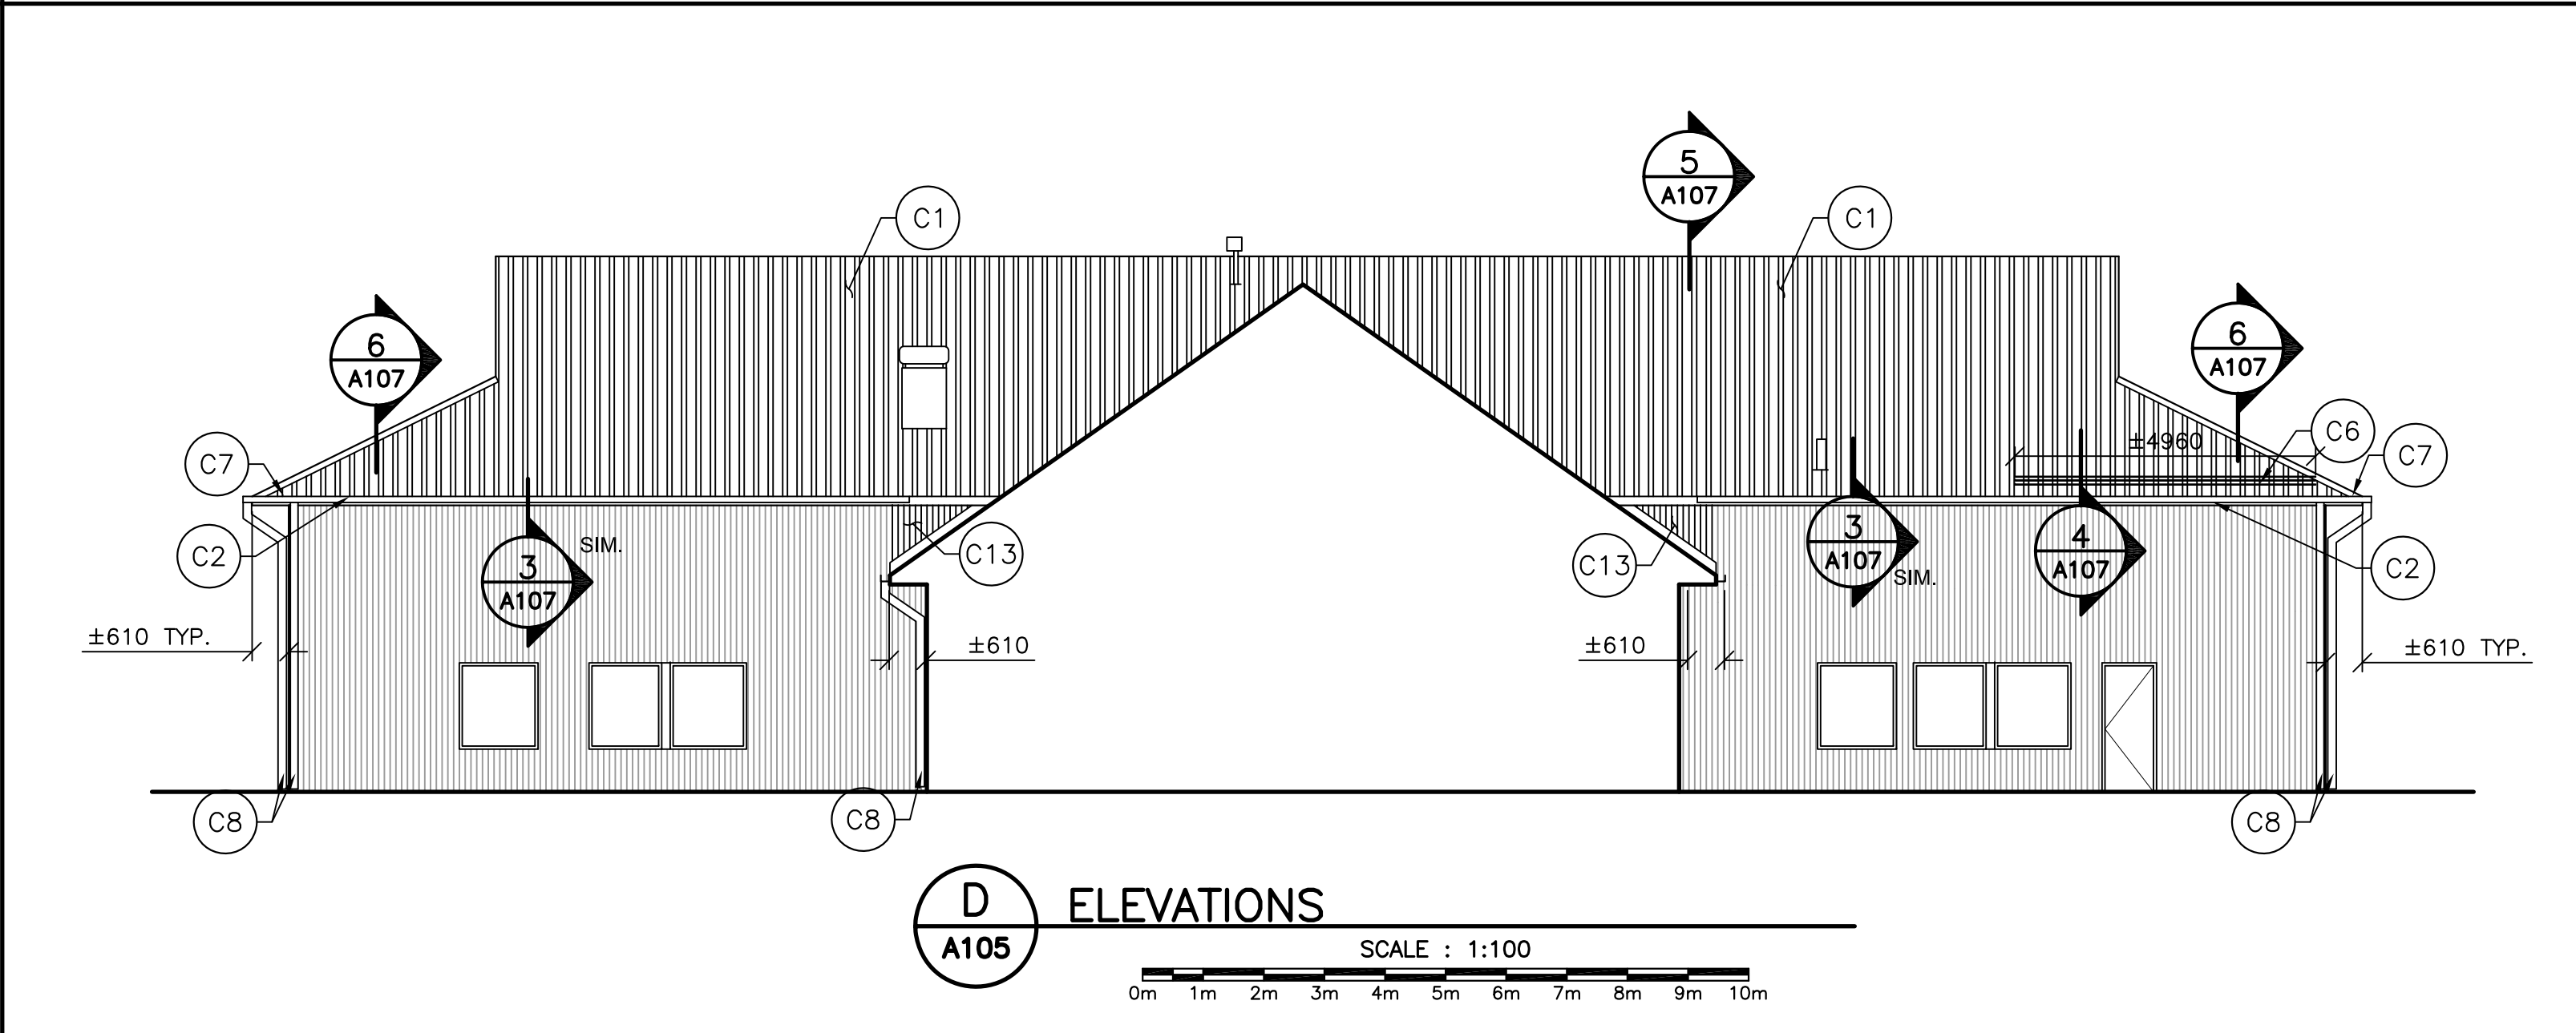 5
A107
C1
C1
6
A107
6
A107
C7
±4960
C6
C7
C2
3
A107
SIM.
C13
C13
3
A107
SIM.
4
A107
C2
±610 TYP.
±610
±610
±610 TYP.
C8
C8
C8
D
A105
ELEVATIONS
SCALE : 1:100
0m 1m 2m 3m 4m 5m 6m 7m 8m 9m 10m